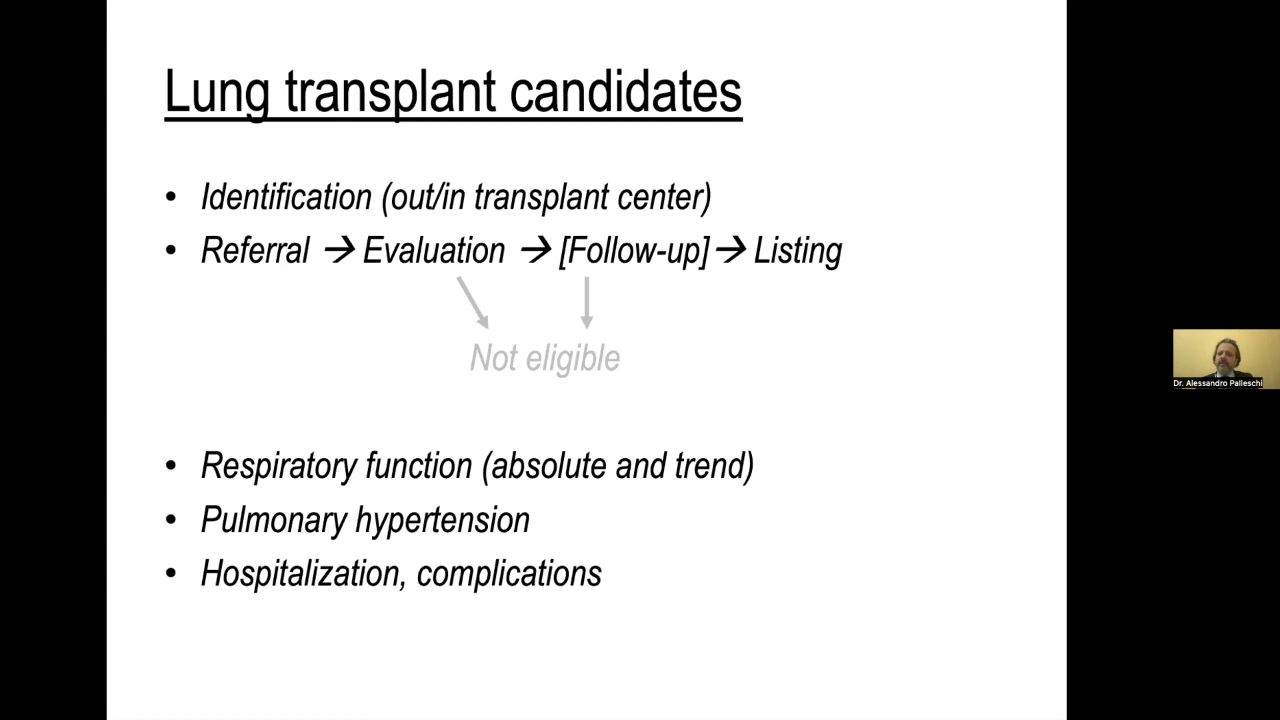 Lung transplant candidates
• Identification (out/in transplant center)
• Referral → Evaluation → [Follow-up] → Listing
Not eligible
• Respiratory function (absolute and trend)
• Pulmonary hypertension
• Hospitalization, complications
Dr. Alessandro Palleschi